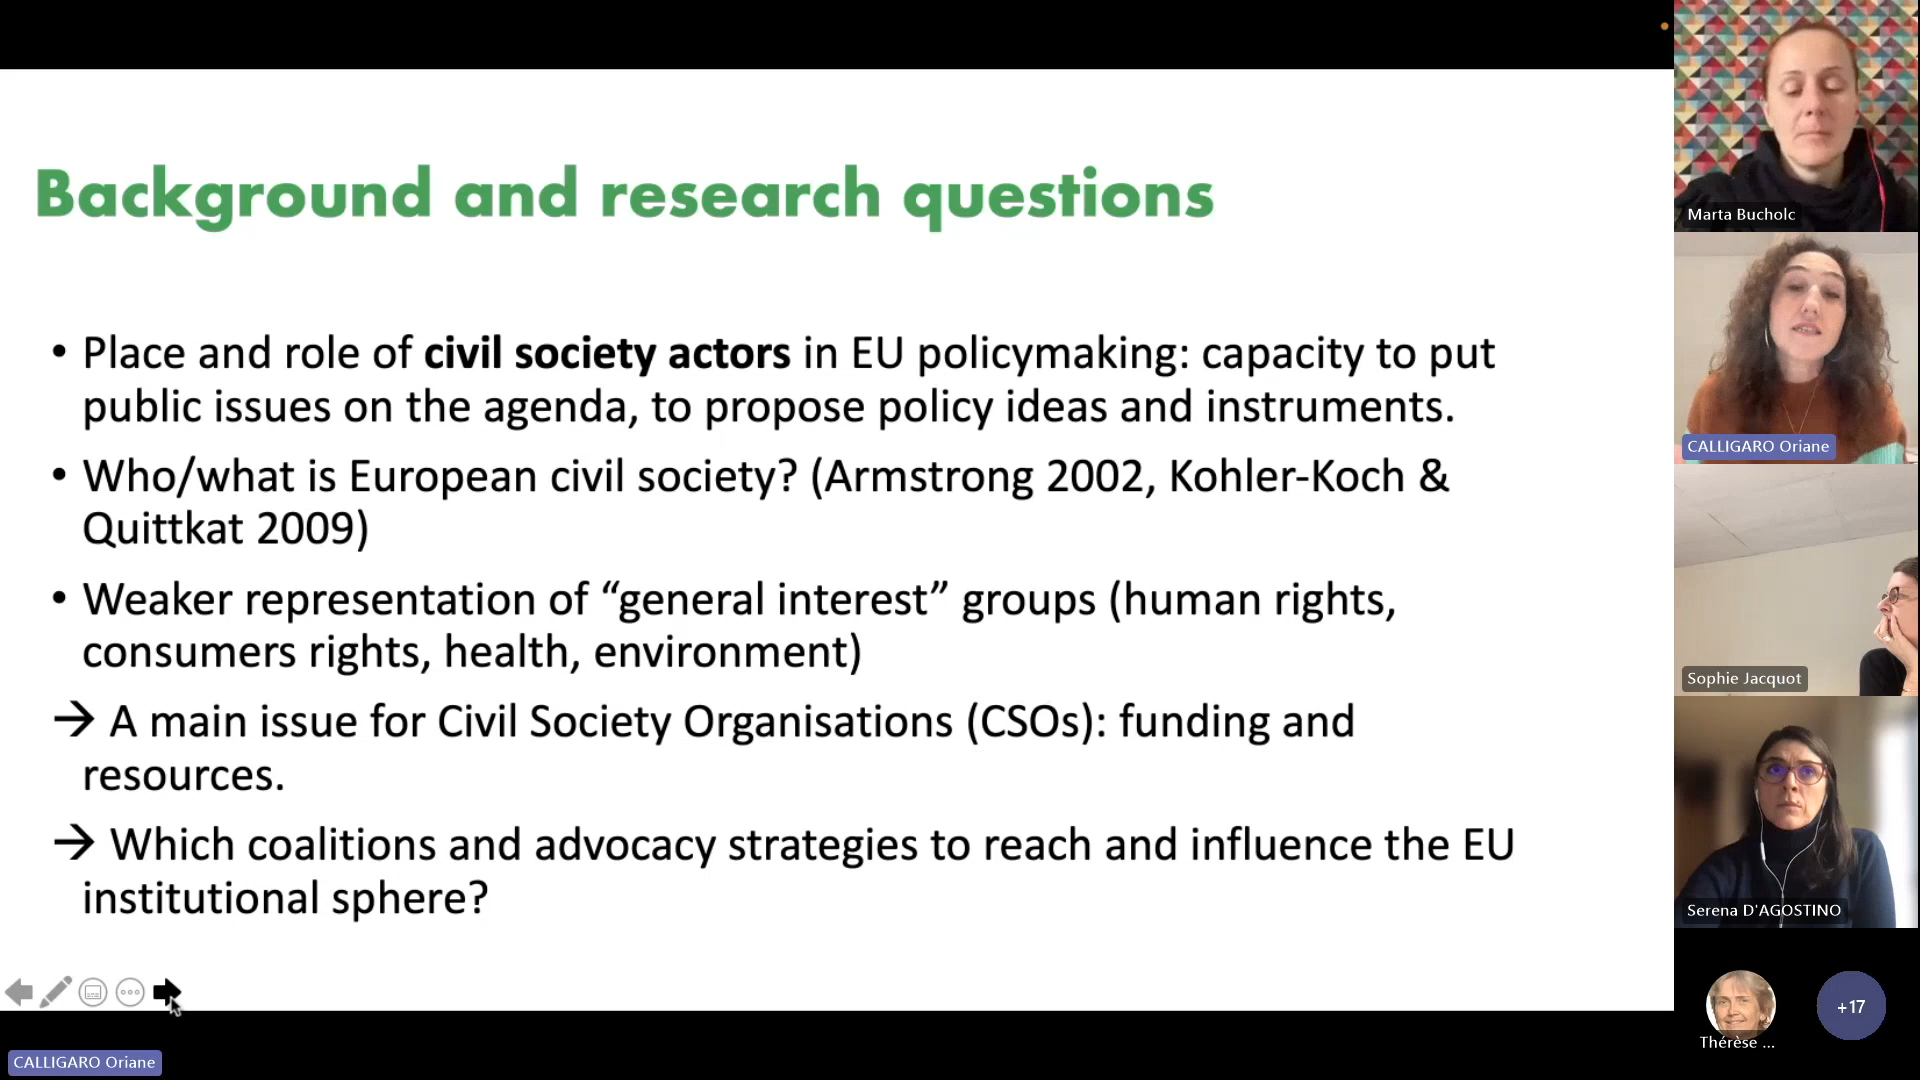 Background and research questions
• Place and role of civil society actors in EU policymaking: capacity to put
public issues on the agenda, to propose policy ideas and instruments.
• Who/what is European civil society? (Armstrong 2002, Kohler-Koch &
Quittkat 2009)
• Weaker representation of “general interest” groups (human rights,
consumers rights, health, environment)
→ A main issue for Civil Society Organisations (CSOs): funding and
resources.
→ Which coalitions and advocacy strategies to reach and influence the EU
institutional sphere?
CALLIGARO Oriane
Marta Bucholc
CALLIGARO Oriane
Sophie Jacquot
Serena D'AGOSTINO
Thérèse ...
+17